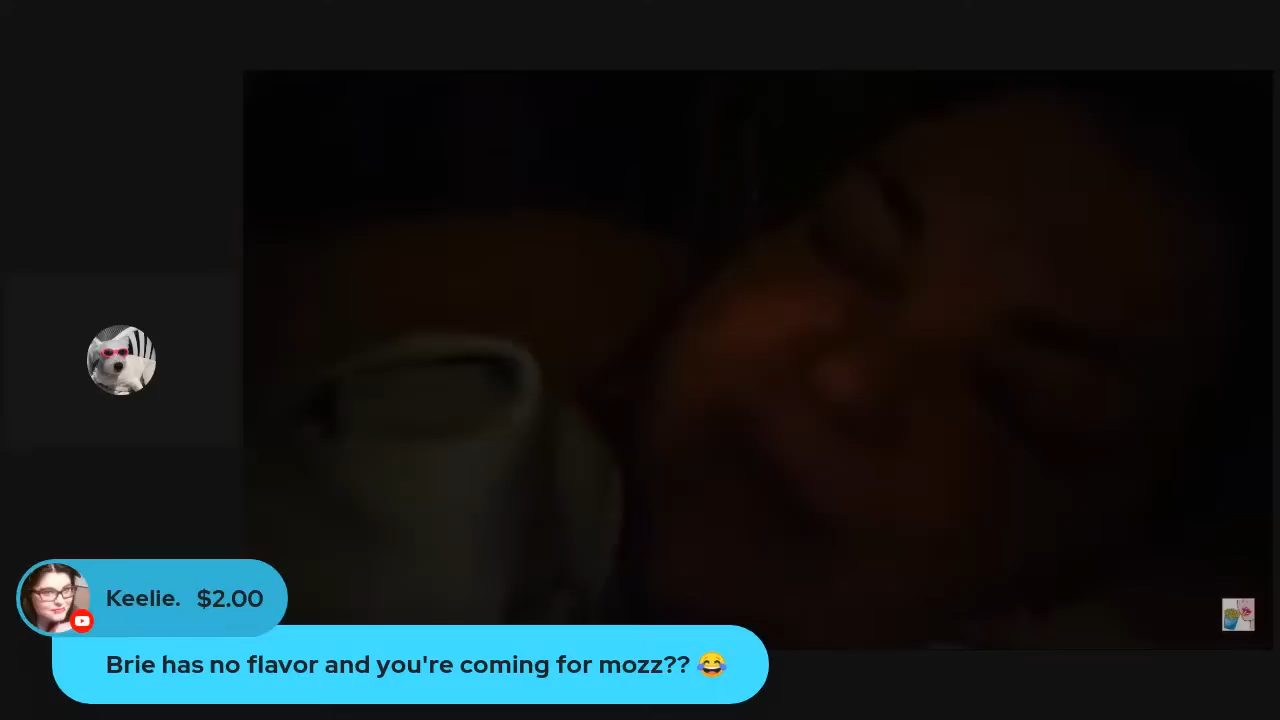 Keelie. $2.00
Brie has no flavor and you're coming for mozz?? 😂